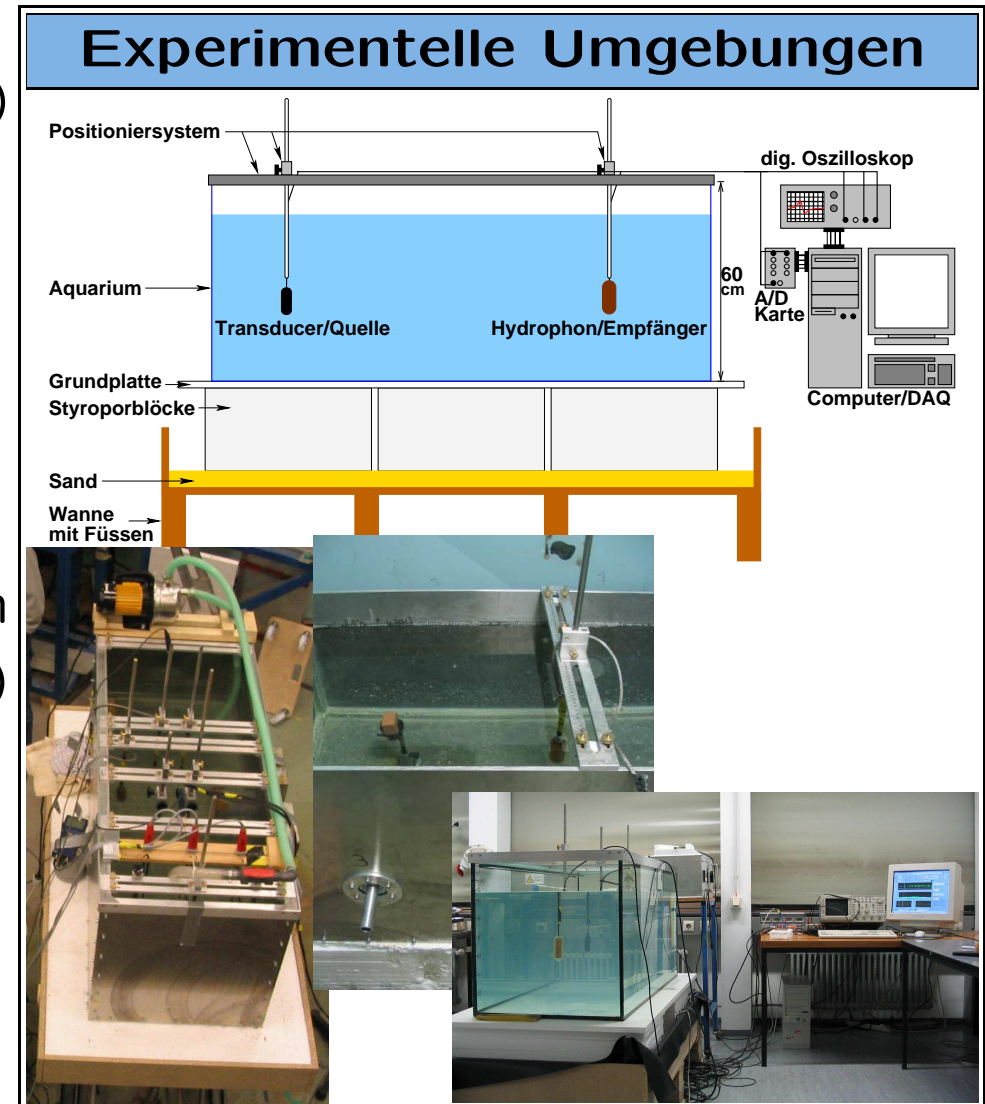 Experimentelle Umgebungen
Positioniersystem
dig. Oszilloskop
Aquarium
60
cm
A/D
Karte
Transducer/Quelle
Hydrophon/Empfänger
Grundplatte
Computer/DAQ
Styroporblöcke
Sand
Wanne
mit Füssen